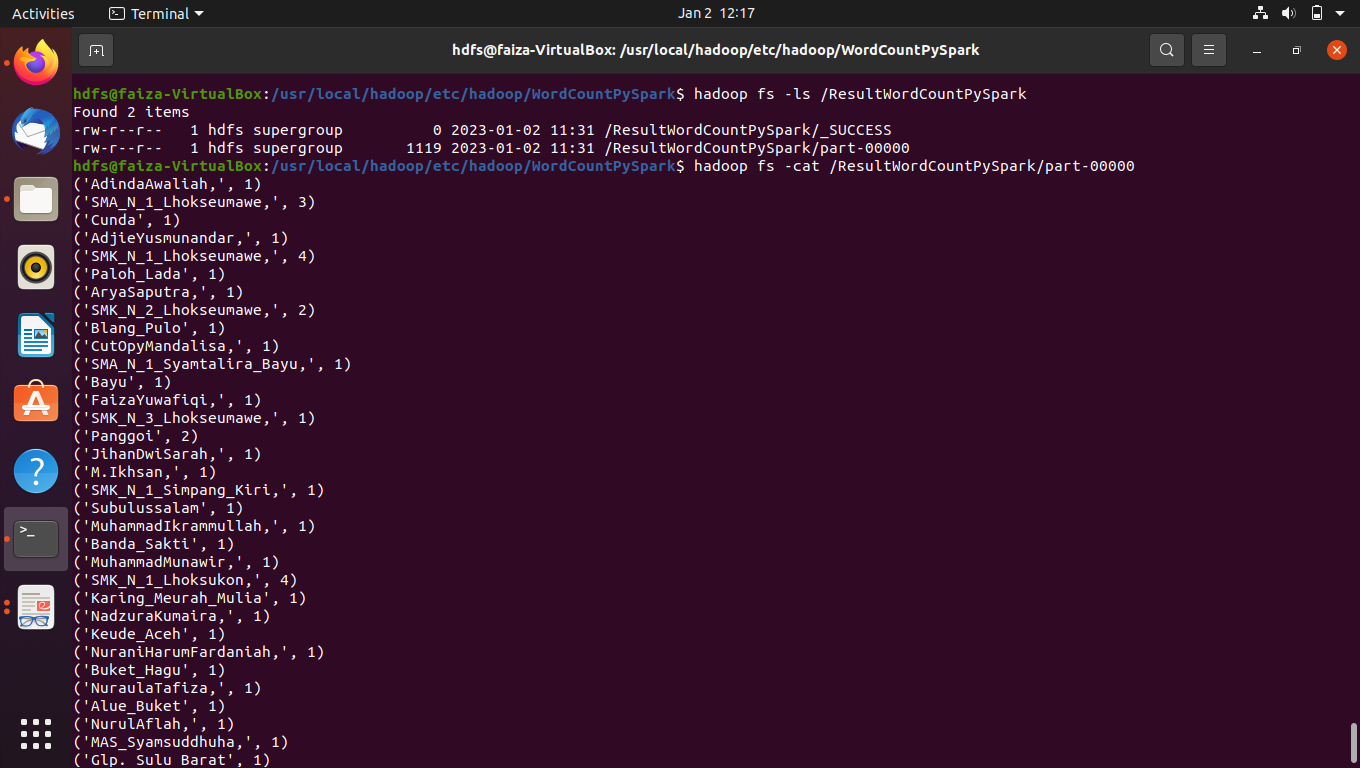 Activities
Terminal
Jan 2 12:17
hdfs@faiza-VirtualBox: /usr/local/hadoop/etc/hadoop/WordCountPySpark
hdfs@faiza-VirtualBox:/usr/local/hadoop/etc/hadoop/WordCountPySpark$ hadoop fs -ls /ResultWordCountPySpark
Found 2 items
-rw-r--r--   1 hdfs supergroup          0 2023-01-02 11:31 /ResultWordCountPySpark/_SUCCESS
-rw-r--r--   1 hdfs supergroup       1119 2023-01-02 11:31 /ResultWordCountPySpark/part-00000
hdfs@faiza-VirtualBox:/usr/local/hadoop/etc/hadoop/WordCountPySpark$ hadoop fs -cat /ResultWordCountPySpark/part-00000
('AdindaAwaliah,', 1)
('SMA_N_1_Lhokseumawe,', 3)
('Cunda', 1)
('AdjieYusmunandar,', 1)
('SMK_N_1_Lhokseumawe,', 4)
('Paloh_Lada', 1)
('AryaSaputra,', 1)
('SMK_N_2_Lhokseumawe,', 2)
('Blang_Pulo', 1)
('CutOpyMandalisa,', 1)
('SMA_N_1_Syamtalira_Bayu,', 1)
('Bayu', 1)
('FaizaYuwafiqi,', 1)
('SMK_N_3_Lhokseumawe,', 1)
('Panggoi', 2)
('JihanDwiSarah,', 1)
('M.Ikhsan,', 1)
('SMK_N_1_Simpang_Kiri,', 1)
('Subulussalam', 1)
('MuhammadIkrammullah,', 1)
('Banda_Sakti', 1)
('MuhammadMunawir,', 1)
('SMK_N_1_Lhoksukon,', 4)
('Karing_Meurah_Mulia', 1)
('NadzuraKumaira,', 1)
('Keude_Aceh', 1)
('NuraniHarumFardaniah,', 1)
('Buket_Hagu', 1)
('NuraulaTafiza,', 1)
('Alue_Buket', 1)
('NurulAflah,', 1)
('MAS_Syamsuddhuha,', 1)
('Glp._Sulu_Barat', 1)